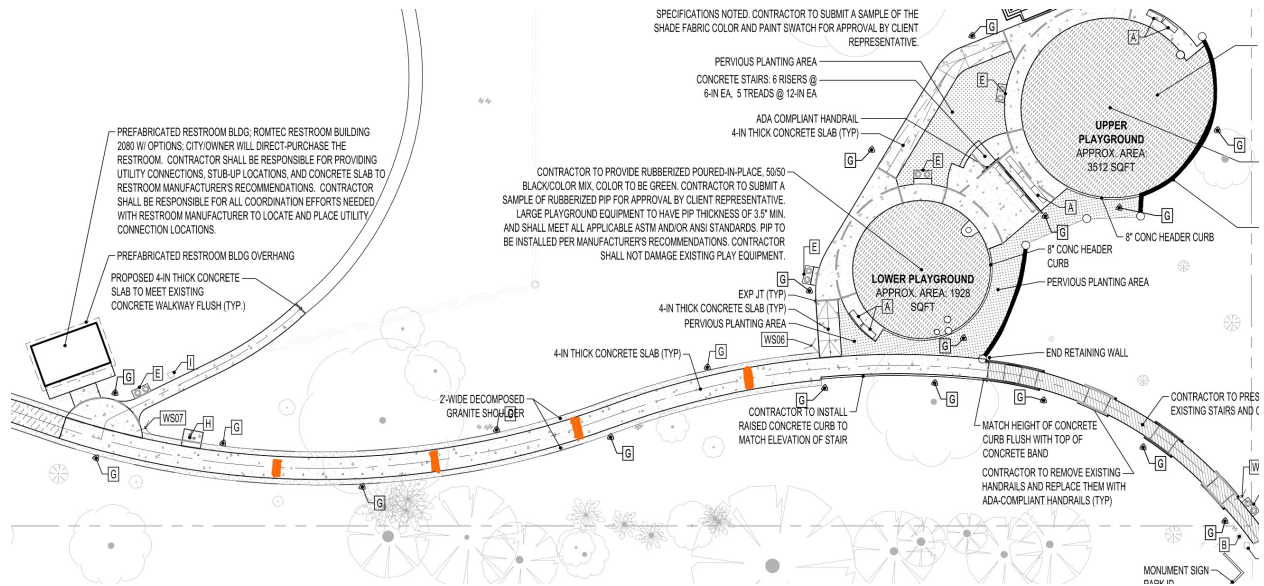 SPECIFICATIONS NOTED. CONTRACTOR TO SUBMIT A SAMPLE OF THE
SHADE FABRIC COLOR AND PAINT SWATCH FOR APPROVAL BY CLIENT
REPRESENTATIVE.
G
A
PERVIOUS PLANTING AREA
CONCRETE STAIRS: 6 RISERS @
6-IN EA, 5 TREADS @ 12-IN EA
E
ADA COMPLIANT HANDRAIL
4-IN THICK CONCRETE SLAB (TYP)
UPPER
PLAYGROUND
APPROX. AREA:
3512 SQFT
G
G
E
A
G
G
PREFABRICATED RESTROOM BLDG; ROMTEC RESTROOM BUILDING
2080 W/ OPTIONS; CITY/OWNER WILL DIRECT-PURCHASE THE
RESTROOM. CONTRACTOR SHALL BE RESPONSIBLE FOR PROVIDING
UTILITY CONNECTIONS, STUB-UP LOCATIONS, AND CONCRETE SLAB TO
RESTROOM MANUFACTURER'S RECOMMENDATIONS. CONTRACTOR
SHALL BE RESPONSIBLE FOR ALL COORDINATION EFFORTS NEEDED
WITH RESTROOM MANUFACTURER TO LOCATE AND PLACE UTILITY
CONNECTION LOCATIONS.
CONTRACTOR TO PROVIDE RUBBERIZED POURED-IN-PLACE, 50/50
BLACK/COLOR MIX, COLOR TO BE GREEN. CONTRACTOR TO SUBMIT A
SAMPLE OF RUBBERIZED PIP FOR APPROVAL BY CLIENT REPRESENTATIVE.
LARGE PLAYGROUND EQUIPMENT TO HAVE PIP THICKNESS OF 3.5" MIN.
AND SHALL MEET ALL APPLICABLE ASTM AND/OR ANSI STANDARDS. PIP TO
BE INSTALLED PER MANUFACTURER'S RECOMMENDATIONS. CONTRACTOR
SHALL NOT DAMAGE EXISTING PLAY EQUIPMENT.
8" CONC HEADER CURB
8" CONC HEADER
CURB
E
G
PREFABRICATED RESTROOM BLDG OVERHANG
PROPOSED 4-IN THICK CONCRETE
SLAB TO MEET EXISTING
CONCRETE WALKWAY FLUSH (TYP.)
LOWER PLAYGROUND
APPROX. AREA: 1928
SQFT
A
PERVIOUS PLANTING AREA
EXP JT (TYP)
4-IN THICK CONCRETE SLAB (TYP)
PERVIOUS PLANTING AREA
WS06
G
4-IN THICK CONCRETE SLAB (TYP)
G
END RETAINING WALL
G
E
I
2'-WIDE DECOMPOSED
GRANITE SHOULDER
G
WS07
H
G
CONTRACTOR TO INSTALL
RAISED CONCRETE CURB TO
MATCH ELEVATION OF STAIR
G
G
G
MATCH HEIGHT OF CONCRETE
CURB FLUSH WITH TOP OF
CONCRETE BAND
CONTRACTOR TO PRES
EXISTING STAIRS AND C
CONTRACTOR TO REMOVE EXISTING
HANDRAILS AND REPLACE THEM WITH
ADA-COMPLIANT HANDRAILS (TYP)
G
G
G
G
W
G
B
MONUMENT SIGN
PARK ID